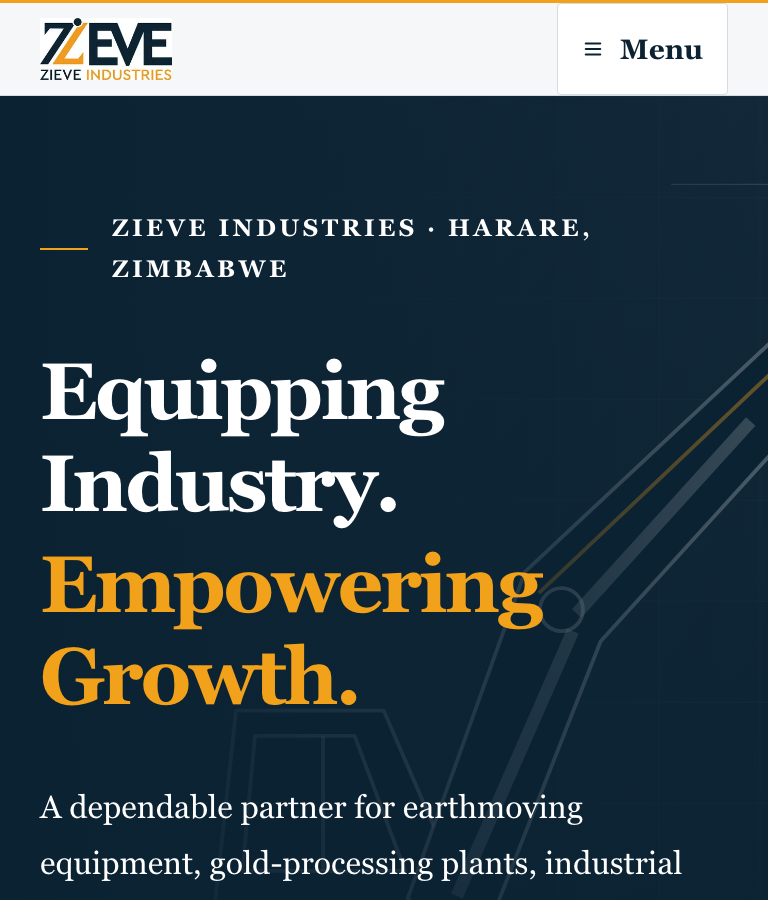 ZIEVE
ZIEVE INDUSTRIES
Menu
ZIEVE INDUSTRIES · HARARE,
ZIMBABWE
Equipping
Industry.
Empowering
Growth.
A dependable partner for earthmoving
equipment, gold-processing plants, industrial